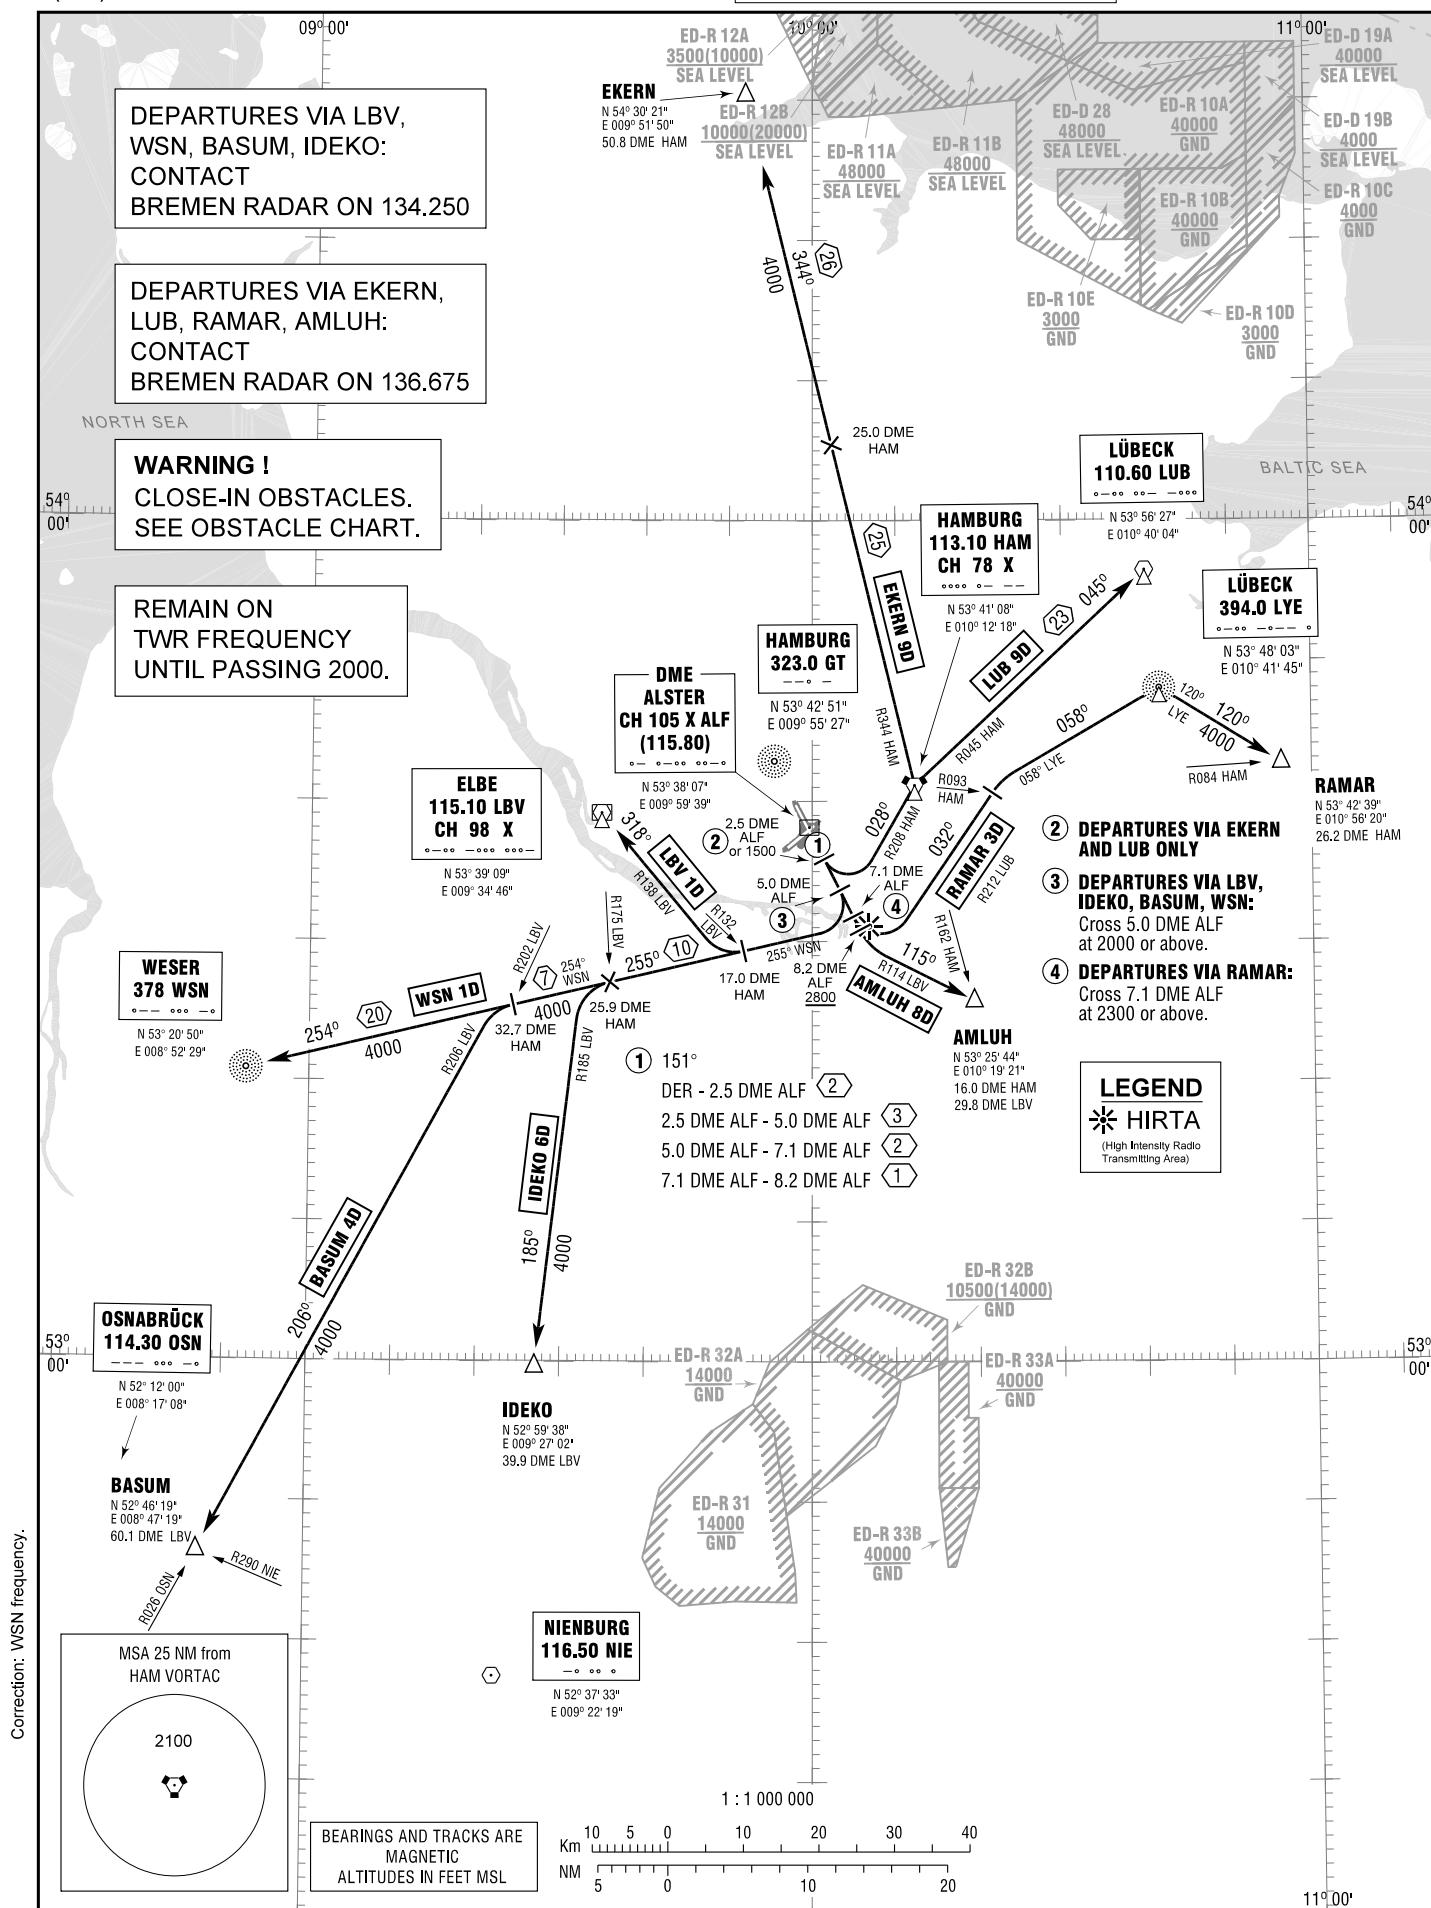 09° 00'
10° 00'
11° 00'
DEPARTURES VIA LBV,
WSN, BASUM, IDEKO:
CONTACT
BREMEN RADAR ON 134.250
DEPARTURES VIA EKERN,
LUB, RAMAR, AMLUH:
CONTACT
BREMEN RADAR ON 136.675
NORTH SEA
WARNING !
CLOSE-IN OBSTACLES.
SEE OBSTACLE CHART.
54°
00'
REMAIN ON
TWR FREQUENCY
UNTIL PASSING 2000.
EKERN
N 54° 30' 21"
E 009° 51' 50"
50.8 DME HAM
ED-R 12A
3500(10000)
SEA LEVEL
ED-R 12B
10000(20000)
SEA LEVEL
ED-R 11A
48000
SEA LEVEL
ED-R 11B
48000
SEA LEVEL
ED-D 28
48000
SEA LEVEL
ED-R 10A
40000
GND
ED-D 19A
40000
SEA LEVEL
ED-D 19B
4000
SEA LEVEL
ED-R 10C
4000
GND
ED-R 10B
40000
GND
ED-R 10E
3000
GND
ED-R 10D
3000
GND
4000
344°
26
25.0 DME
HAM
25
EKERN 9D
R344 HAM
LÜBECK
110.60 LUB
N 53° 56' 27"
E 010° 40' 04"
BALTIC SEA
54°
00'
HAMBURG
113.10 HAM
CH 78 X
N 53° 41' 08"
E 010° 12' 18"
LÜBECK
394.0 LYE
N 53° 48' 03"
E 010° 41' 45"
HAMBURG
323.0 GT
N 53° 42' 51"
E 009° 55' 27"
DME
ALSTER
CH 105 X ALF
(115.80)
N 53° 38' 07"
E 009° 59' 39"
LUB 9D
23
045°
R045 HAM
058°
058° LYE
120°
LYE
120°
4000
R084 HAM
RAMAR
N 53° 42' 39"
E 010° 56' 20"
26.2 DME HAM
ELBE
115.10 LBV
CH 98 X
N 53° 39' 09"
E 009° 34' 46"
318°
LBV 1D
R138 LBV
R132
LBV
2
2.5 DME
ALF
or 1500
1
028°
R208 HAM
R093
HAM
032°
RAMAR 3D
R212 LUB
5.0 DME
ALF
3
7.1 DME
ALF
4
R162 HAM
2 DEPARTURES VIA EKERN
AND LUB ONLY
3 DEPARTURES VIA LBV,
IDEKO, BASUM, WSN:
Cross 5.0 DME ALF
at 2000 or above.
4 DEPARTURES VIA RAMAR:
Cross 7.1 DME ALF
at 2300 or above.
WESER
378 WSN
N 53° 20' 50"
E 008° 52' 29"
254°
20
4000
WSN 1D
R202 LBV
7
254°
WSN
4000
R175 LBV
255°
10
255° WSN
17.0 DME
HAM
25.9 DME
HAM
32.7 DME
HAM
8.2 DME
ALF
2800
115°
R114 LBV
AMLUH 8D
AMLUH
N 53° 25' 44"
E 010° 19' 21"
16.0 DME HAM
29.8 DME LBV
R206 LBV
R185 LBV
1 151°
DER - 2.5 DME ALF 2
2.5 DME ALF - 5.0 DME ALF 3
5.0 DME ALF - 7.1 DME ALF 2
7.1 DME ALF - 8.2 DME ALF 1
LEGEND
HIRTA
(High Intensity Radio
Transmitting Area)
IDEKO 6D
185°
4000
BASUM 4D
206°
4000
OSNABRÜCK
114.30 OSN
N 52° 12' 00"
E 008° 17' 08"
53°
00'
53°
00'
ED-R 32B
10500(14000)
GND
ED-R 32A
14000
GND
ED-R 33A
40000
GND
IDEKO
N 52° 59' 38"
E 009° 27' 02"
39.9 DME LBV
BASUM
N 52° 46' 19"
E 008° 47' 19"
60.1 DME LBV
ED-R 31
14000
GND
ED-R 33B
40000
GND
R290 NIE
R026 OSN
NIENBURG
116.50 NIE
N 52° 37' 33"
E 009° 22' 19"
MSA 25 NM from
HAM VORTAC
2100
Correction: WSN frequency.
BEARINGS AND TRACKS ARE
MAGNETIC
ALTITUDES IN FEET MSL
1 : 1 000 000
Km 10 5 0 10 20 30 40
NM 5 0 10 20
11° 00'